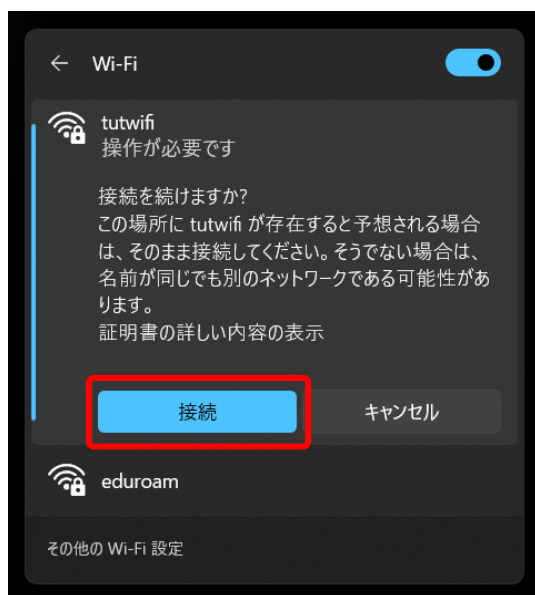 ← Wi-Fi
tutwifi
操作が必要です
接続を続けますか?
この場所に tutwifi が存在すると予想される場合
は、そのまま接続してください。そうでない場合は、
名前が同じでも別のネットワークである可能性があ
ります。
証明書の詳しい内容の表示
接続
キャンセル
eduroam
その他の Wi-Fi 設定